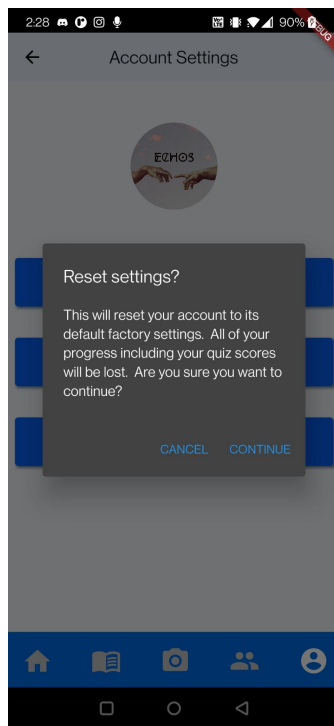 2:28 90%
DEBUG
Account Settings
ECHOS
Reset settings?
This will reset your account to its
default factory settings.  All of your
progress including your quiz scores
will be lost.  Are you sure you want to
continue?
CANCEL CONTINUE